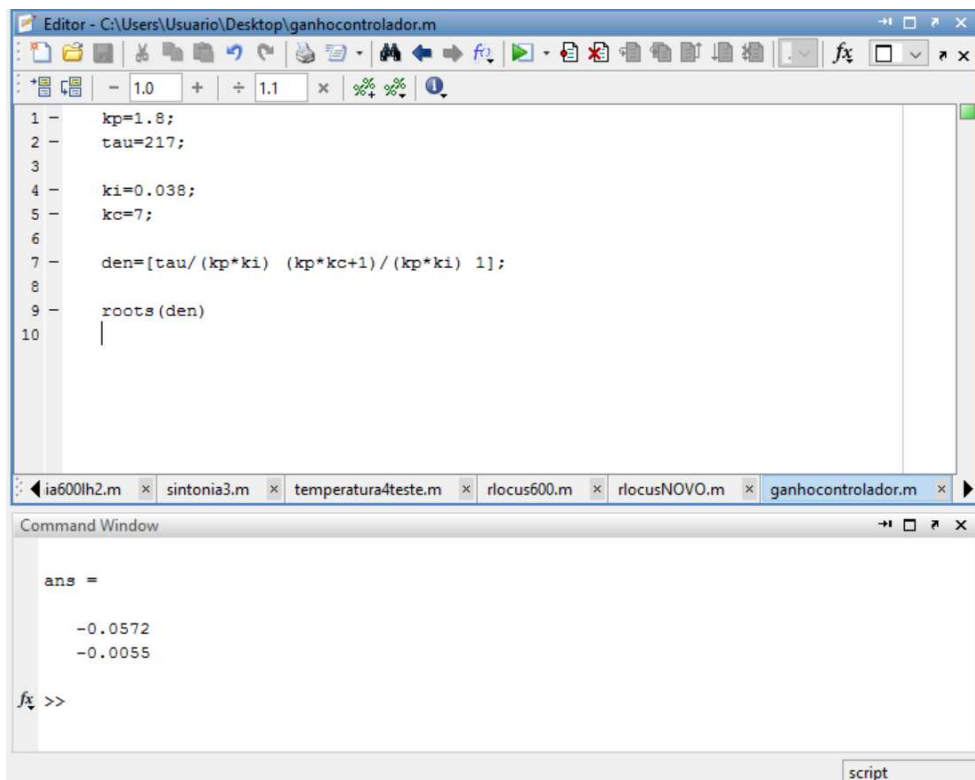 Editor - C:\Users\Usuario\Desktop\ganhocontrolador.m
fx
- 1.0 + ÷ 1.1 ×
1 - kp=1.8;
2 - tau=217;
3
4 - ki=0.038;
5 - kc=7;
6
7 - den=[tau/(kp*ki) (kp*kc+1)/(kp*ki) 1];
8
9 - roots(den)
10
ia600lh2.m × sintonia3.m × temperatura4teste.m × rlocus600.m × rlocusNOVO.m × ganhocontrolador.m ×
Command Window
ans =
-0.0572
-0.0055
fx >>
script